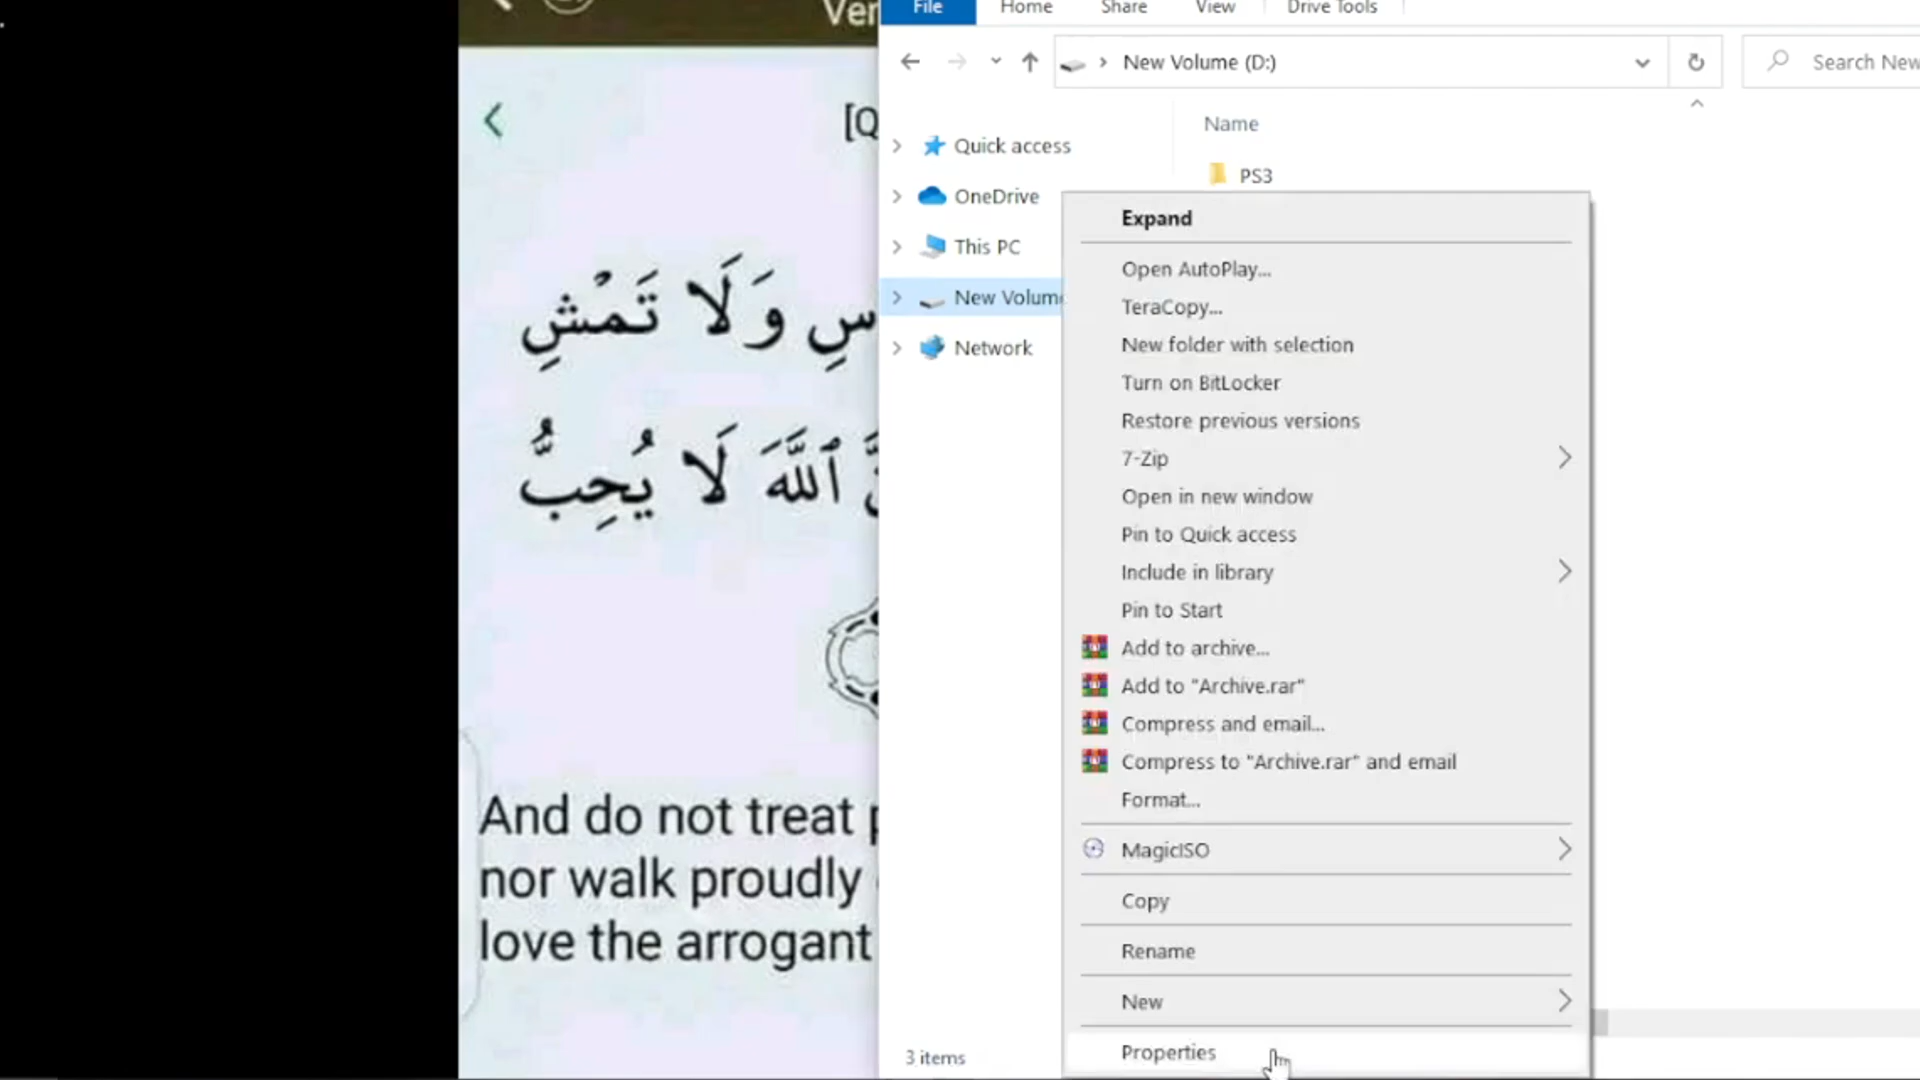 File Home Share View Drive Tools
New Volume (D:)
Search New
Name
PS3
Quick access
OneDrive
This PC
New Volum
Network
3 items
Expand
Open AutoPlay...
TeraCopy...
New folder with selection
Turn on BitLocker
Restore previous versions
7-Zip
Open in new window
Pin to Quick access
Include in library
Pin to Start
Add to archive...
Add to "Archive.rar"
Compress and email...
Compress to "Archive.rar" and email
Format...
MagicISO
Copy
Rename
New
Properties
Ver
[Q
سِ وَلَا تَمْشِ
ٱللَّهَ لَا يُحِبُّ
And do not treat
nor walk proudly
love the arrogant